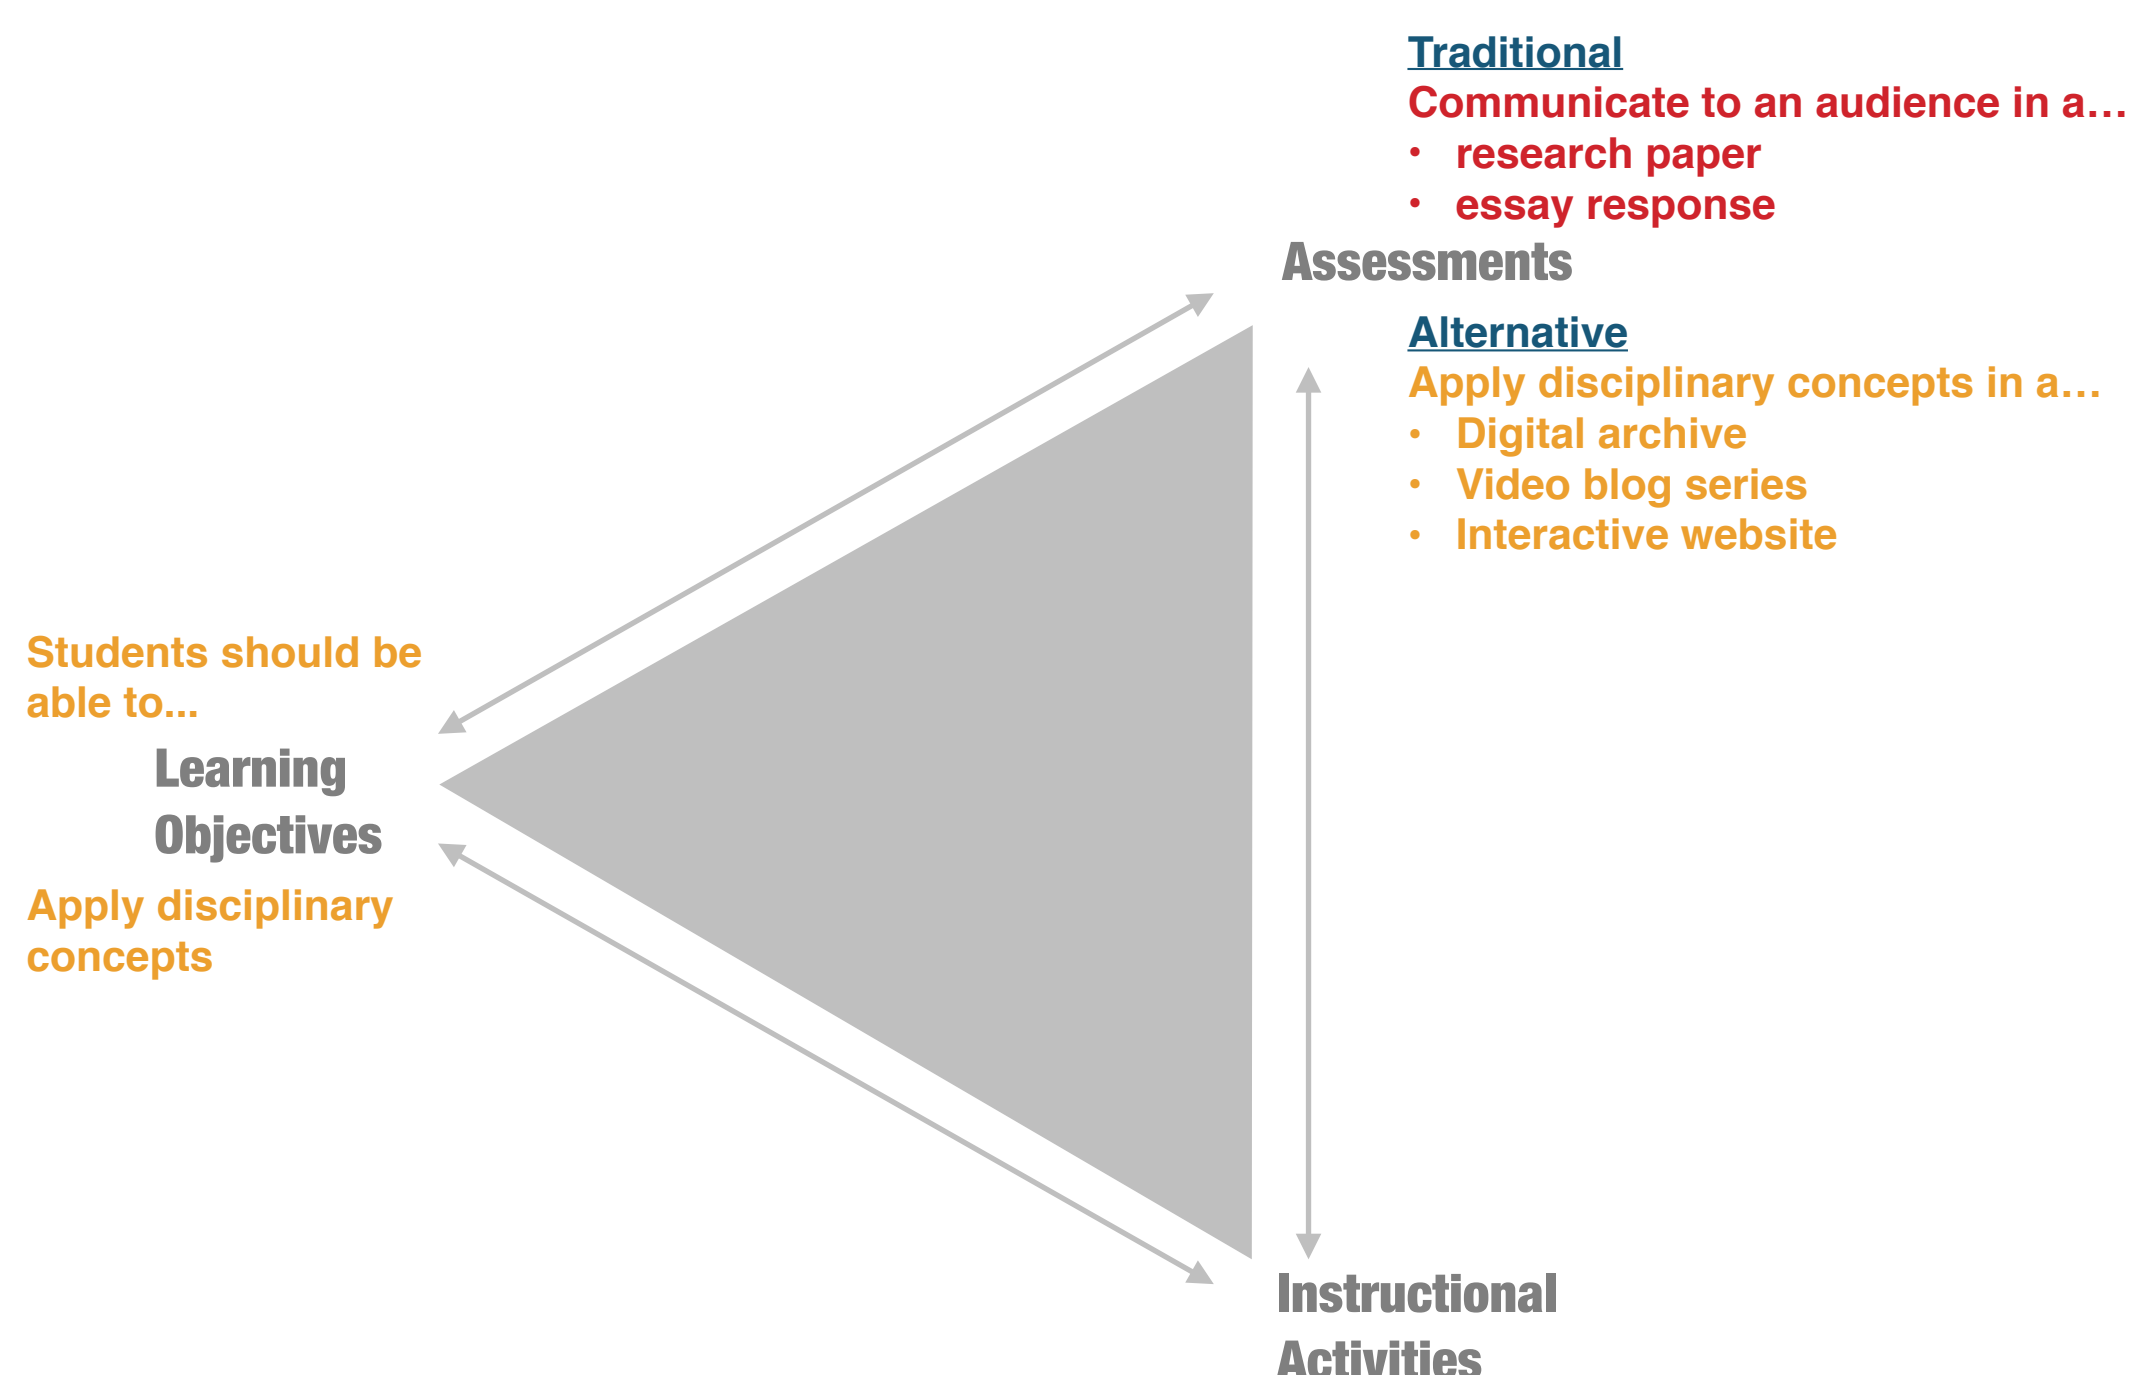 Traditional
Communicate to an audience in a…
• research paper
• essay response
Assessments
Alternative
Apply disciplinary concepts in a…
• Digital archive
• Video blog series
• Interactive website
Students should be
able to...
Learning
Objectives
Apply disciplinary
concepts
Instructional
Activities